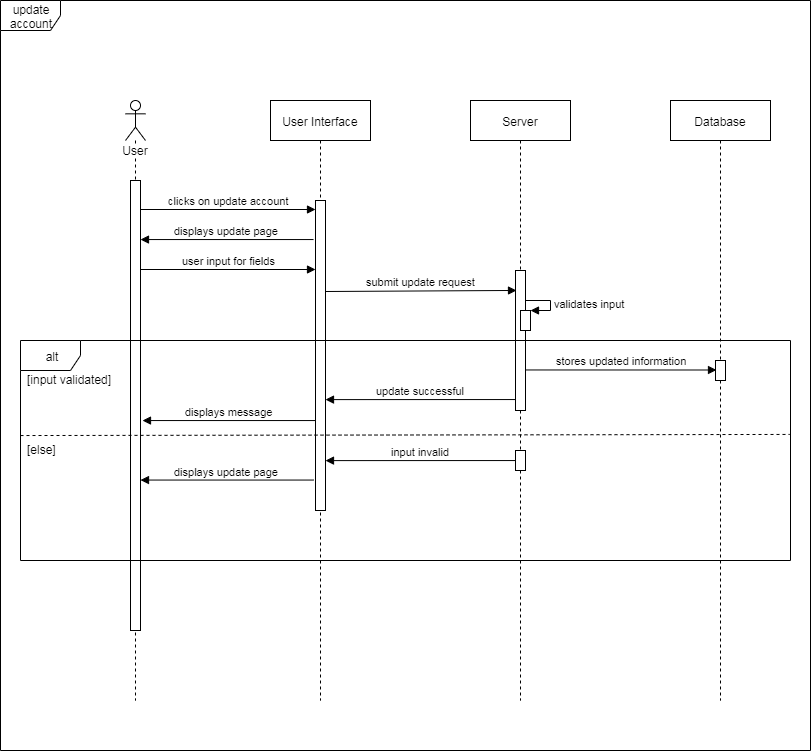 update
account
User
User Interface
Server
Database
clicks on update account
displays update page
user input for fields
submit update request
validates input
alt
[input validated]
stores updated information
update successful
displays message
[else]
input invalid
displays update page